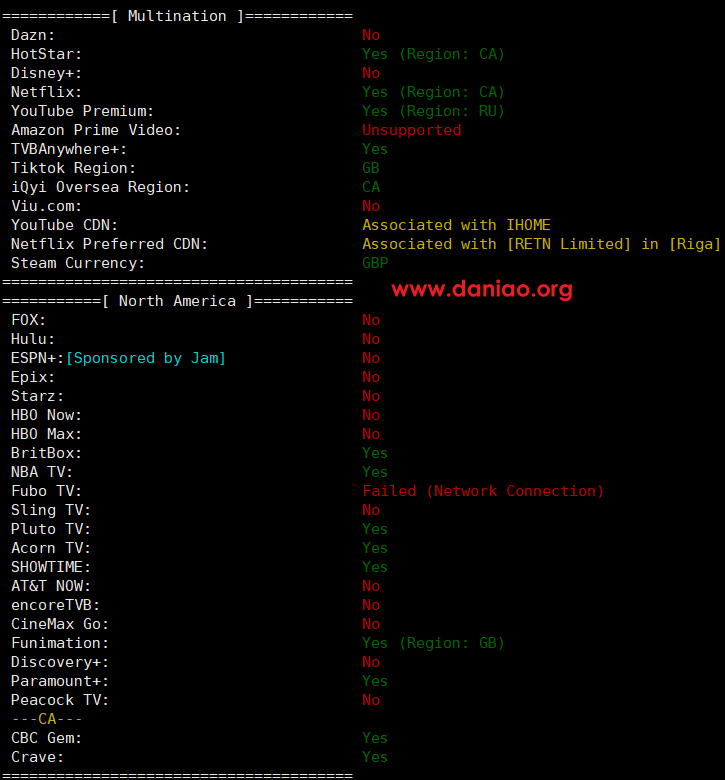 ============[ Multination ]============
Dazn: No
HotStar: Yes (Region: CA)
Disney+: No
Netflix: Yes (Region: CA)
YouTube Premium: Yes (Region: RU)
Amazon Prime Video: Unsupported
TVBAnywhere+: Yes
Tiktok Region: GB
iQyi Oversea Region: CA
Viu.com: No
YouTube CDN: Associated with IHOME
Netflix Preferred CDN: Associated with [RETN Limited] in [Riga]
Steam Currency: GBP
=======================================
www.daniao.org
===========[ North America ]===========
FOX: No
Hulu: No
ESPN+:[Sponsored by Jam] No
Epix: No
Starz: No
HBO Now: No
HBO Max: No
BritBox: Yes
NBA TV: Yes
Fubo TV: Failed (Network Connection)
Sling TV: No
Pluto TV: Yes
Acorn TV: Yes
SHOWTIME: Yes
AT&T NOW: No
encoreTVB: No
CineMax Go: No
Funimation: Yes (Region: GB)
Discovery+: No
Paramount+: Yes
Peacock TV: No
---CA---
CBC Gem: Yes
Crave: Yes
=======================================